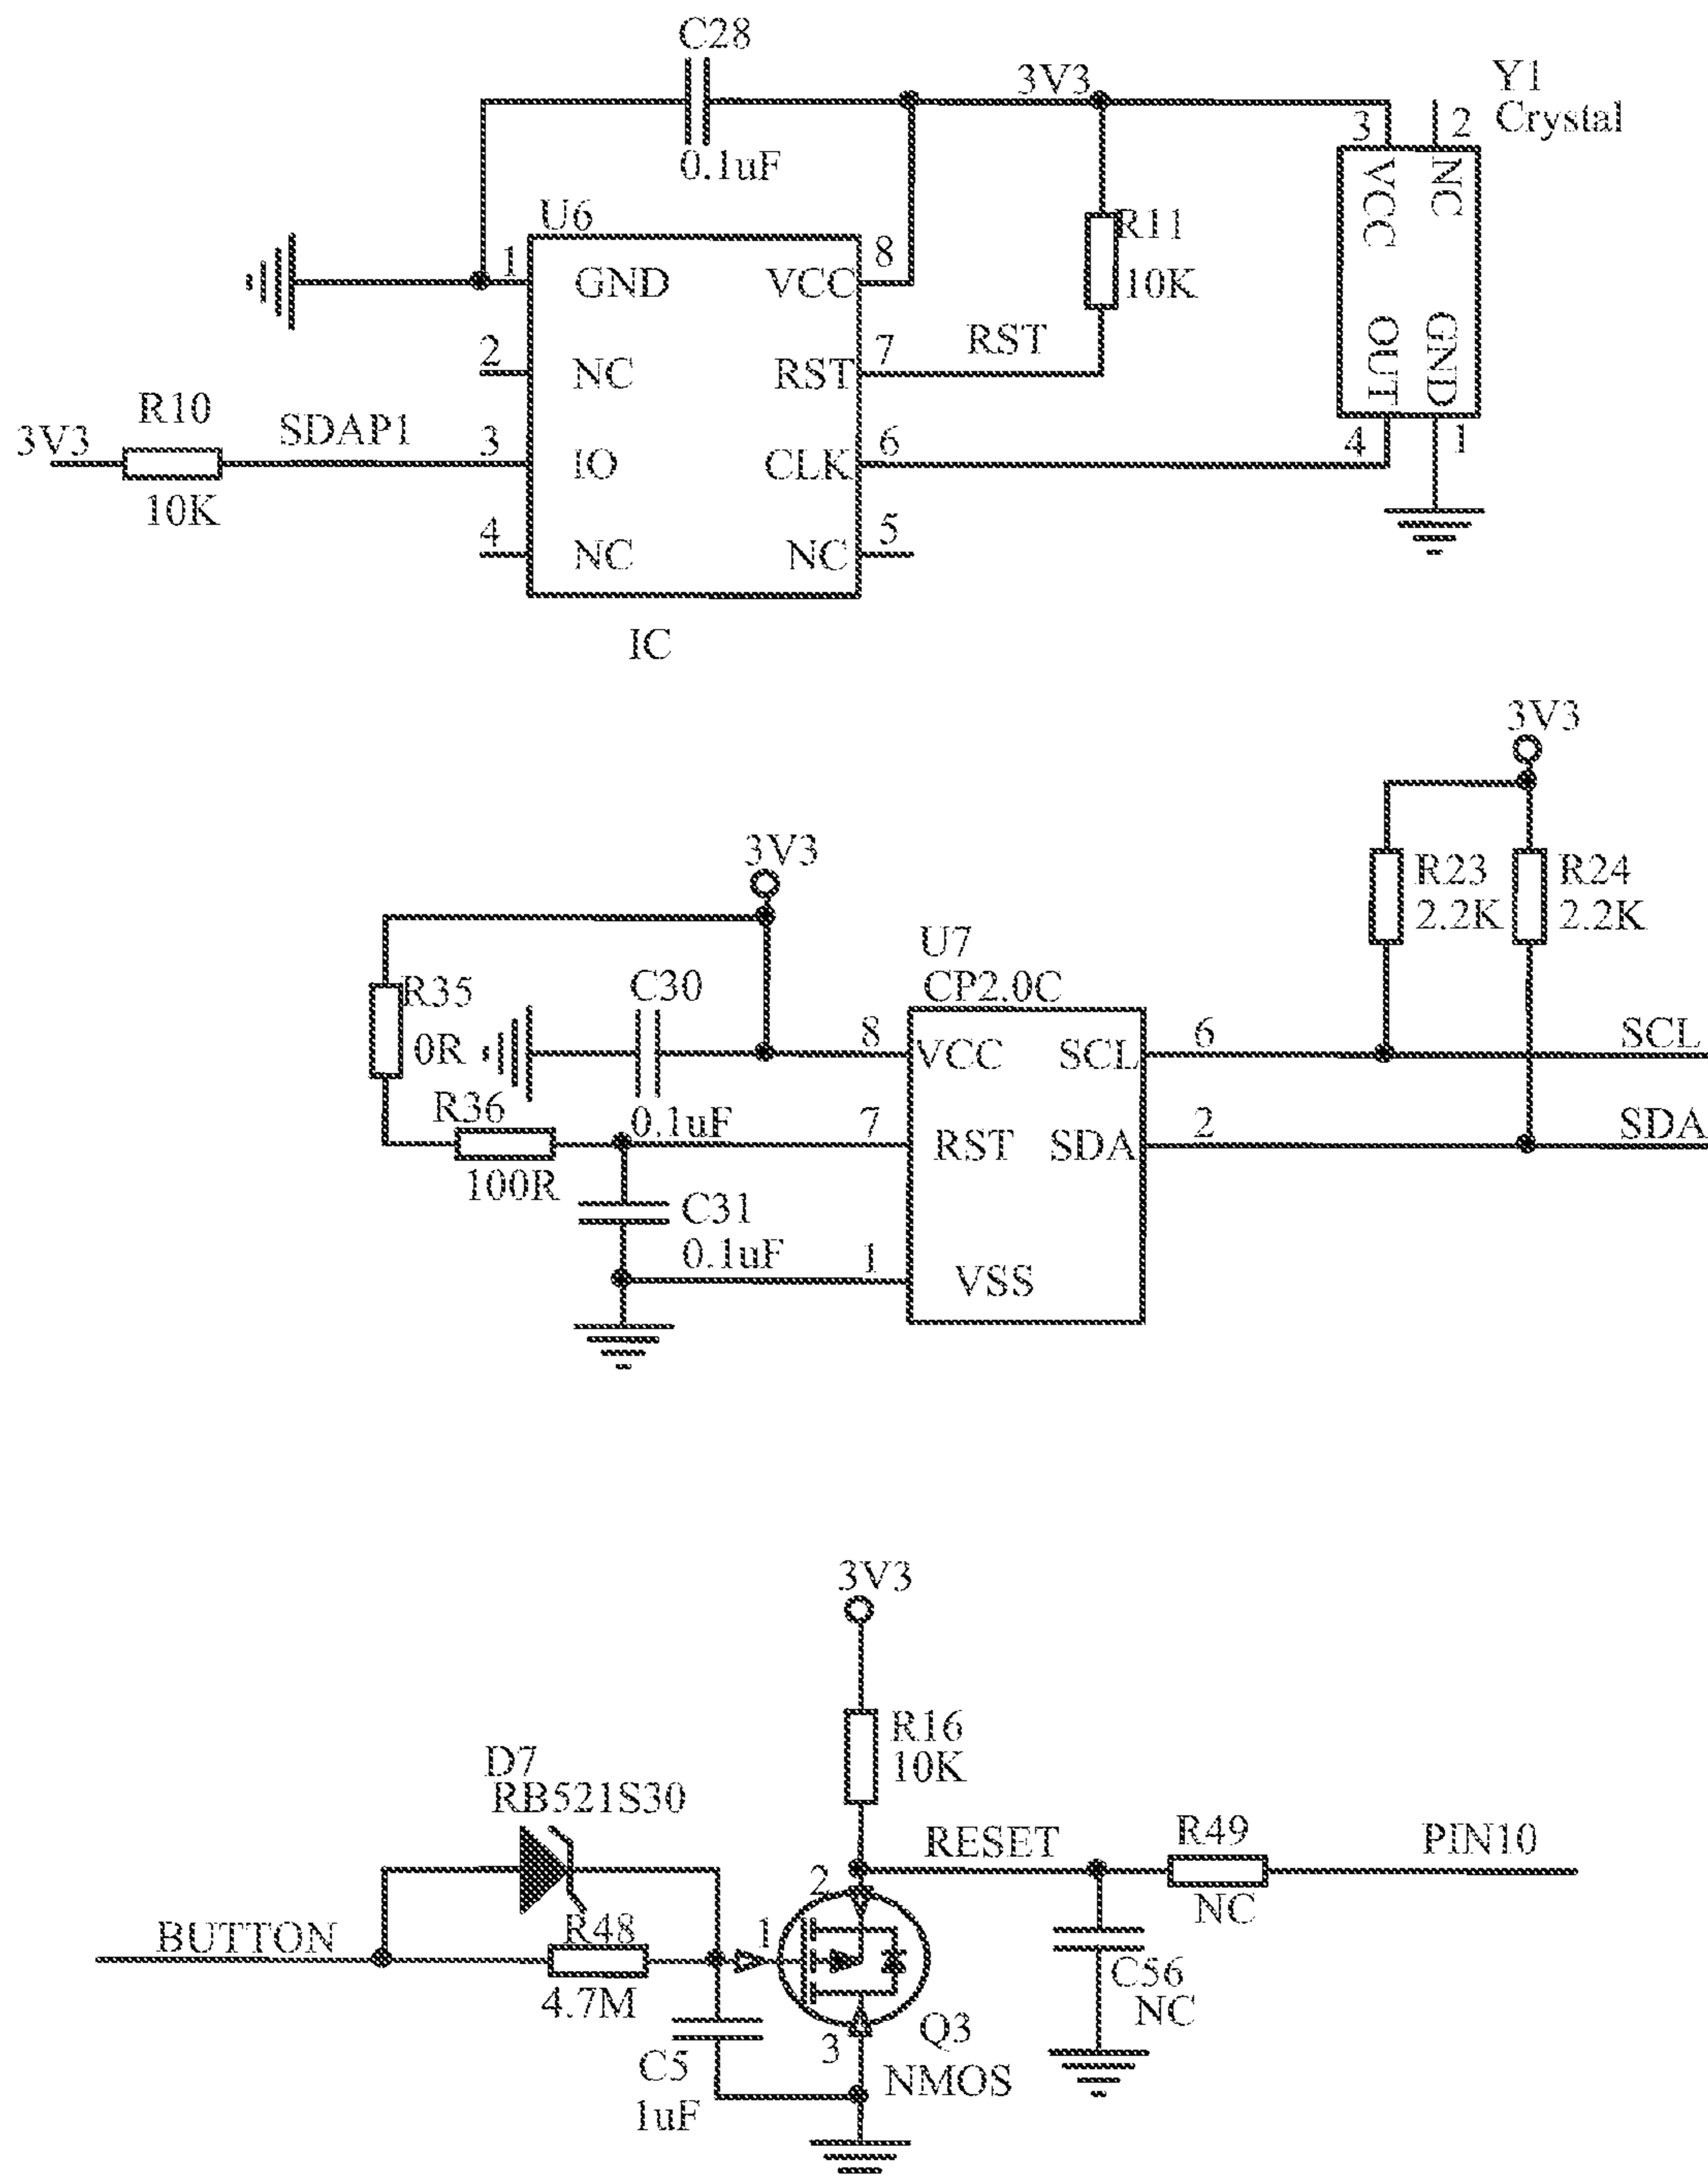 C28
0.1uF
3V3
Y1
Crystal
3
2
VCC
NC
OUT
GND
4
1
R11
10K
U6
1
GND
VCC
8
2
NC
RST
7
RST
R10
3V3
SDAP1
10K
3
IO
CLK
6
4
NC
NC
5
IC
3V3
R23
2.2K
R24
2.2K
3V3
R35
0R
C30
0.1uF
U7
CP2.0C
8
VCC
SCL
6
SCL
R36
100R
7
RST
SDA
2
SDA
C31
0.1uF
1
VSS
3V3
R16
10K
D7
RB521S30
RESET
R49
NC
PIN10
BUTTON
R48
4.7M
1
2
3
C5
1uF
Q3
NMOS
C56
NC